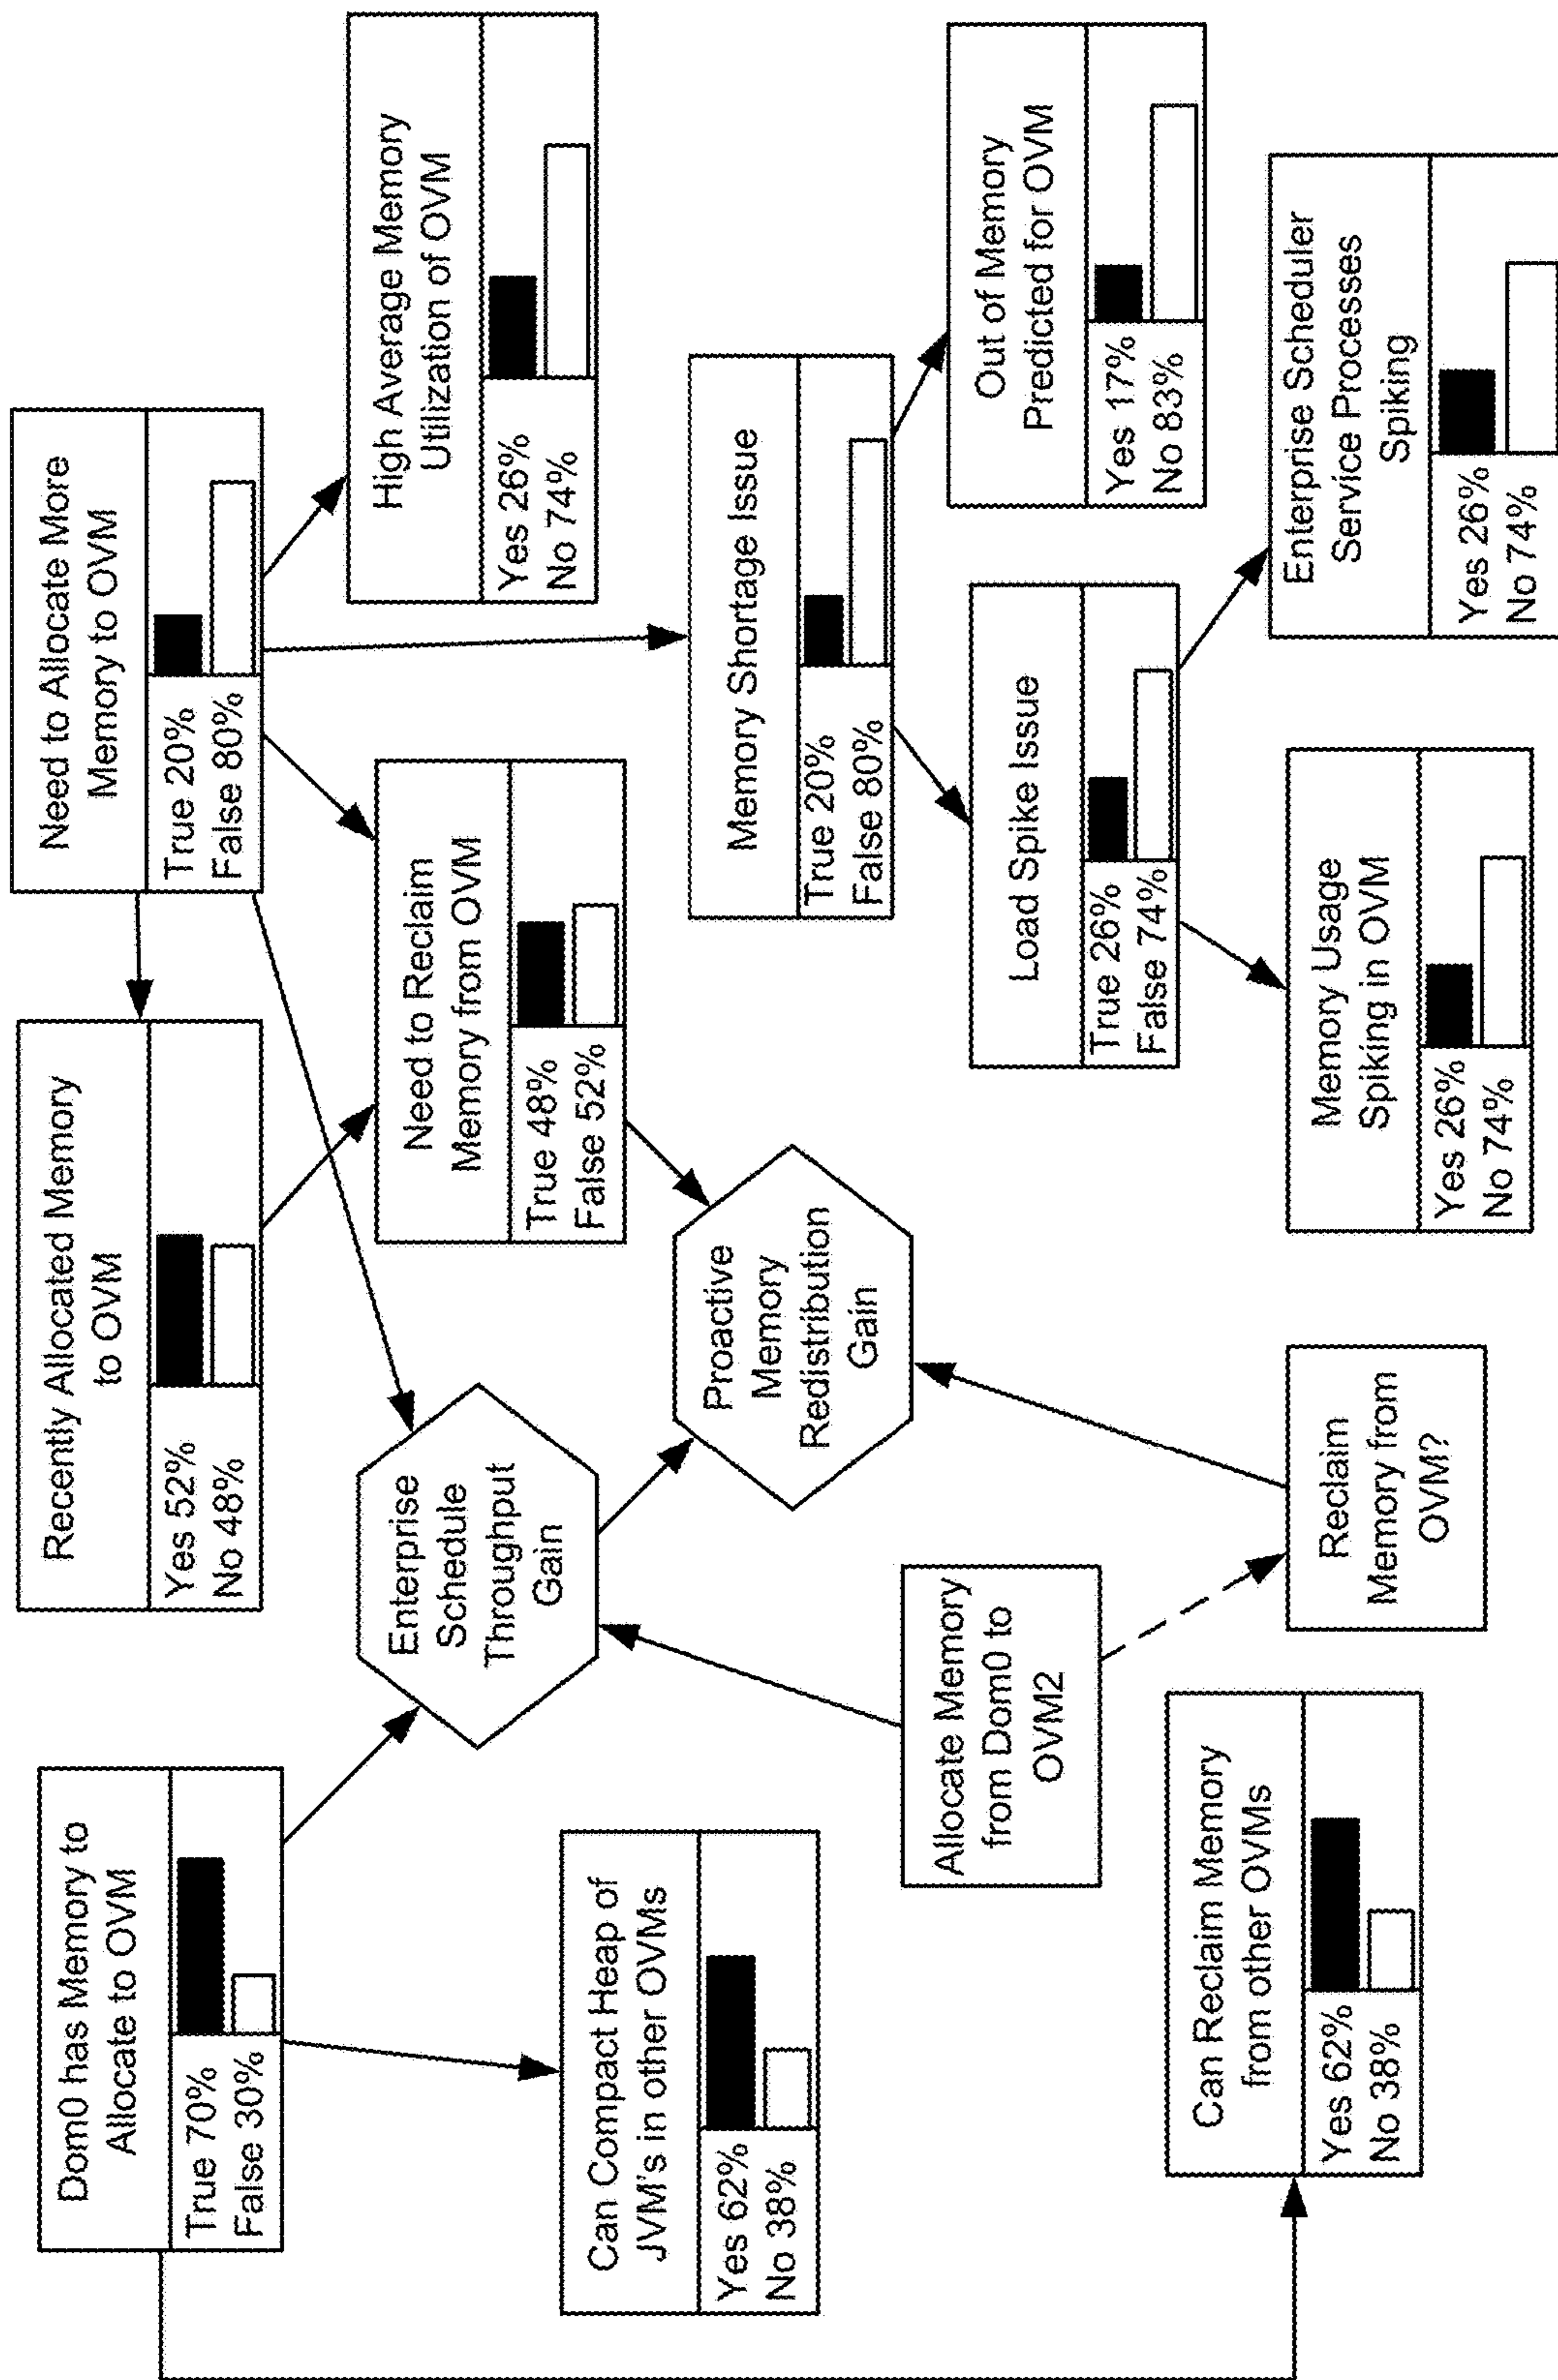 Dom0 has Memory to
Allocate to OVM
True 70%
False 30%
Recently Allocated Memory
to OVM
Yes 52%
No 48%
Need to Allocate More
Memory to OVM
True 20%
False 80%
Enterprise
Schedule
Throughput
Gain
Need to Reclaim
Memory from OVM
True 48%
False 52%
High Average Memory
Utilization of OVM
Yes 26%
No 74%
Can Compact Heap of
JVM's in other OVMs
Yes 62%
No 38%
Proactive
Memory
Redistribution
Gain
Memory Shortage Issue
True 20%
False 80%
Allocate Memory
from Dom0 to
OVM2
Load Spike Issue
True 26%
False 74%
Out of Memory
Predicted for OVM
Yes 17%
No 83%
Can Reclaim Memory
from other OVMs
Yes 62%
No 38%
Reclaim
Memory from
OVM?
Memory Usage
Spiking in OVM
Yes 26%
No 74%
Enterprise Scheduler
Service Processes
Spiking
Yes 26%
No 74%